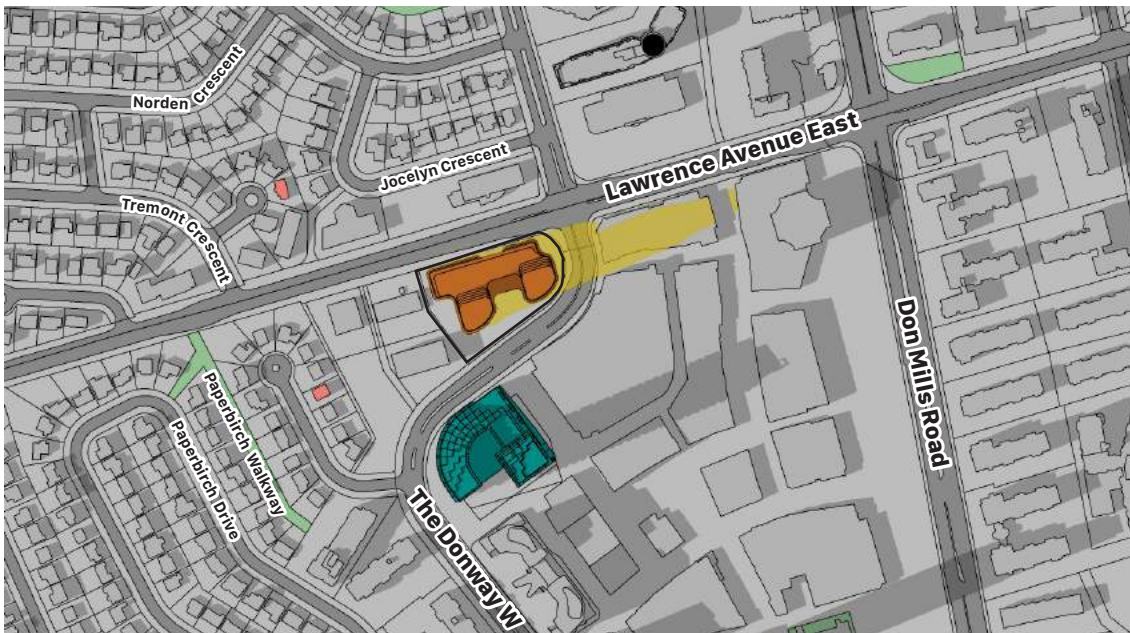 Norden Crescent
Jocelyn Crescent
Lawrence Avenue East
Tremont Crescent
Paperbirch Walkway
Paperbirch Drive
The Donway W
Don Mills Road